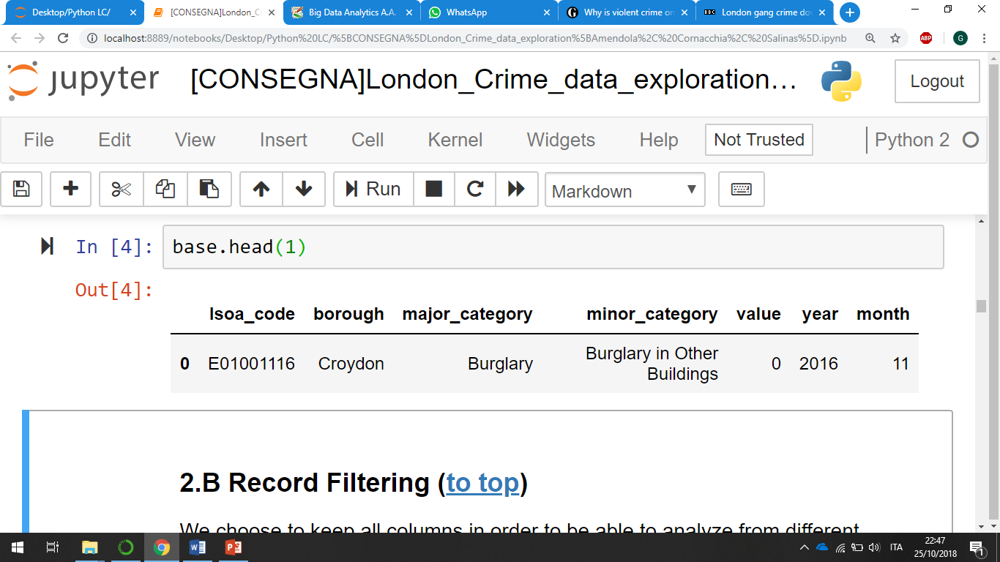 Desktop/Python LC/
[CONSEGNA]London_C
Big Data Analytics A.A.
WhatsApp
Why is violent crime on
London gang crime do
localhost:8889/notebooks/Desktop/Python%20LC/%5BCONSEGNA%5DLondon_Crime_data_exploration%5BAmendola%2C%20Cornacchia%2C%20Salinas%5D.ipynb
ABP
G
jupyter
[CONSEGNA]London_Crime_data_exploration...
Logout
File Edit View Insert Cell Kernel Widgets Help Not Trusted Python 2
Run Markdown
In [4]: base.head(1)
Out[4]:
lsoa_code borough major_category minor_category value year month
0 E01001116 Croydon Burglary Burglary in Other Buildings 0 2016 11
2.B Record Filtering (to top)
We choose to keep all columns in order to be able to analyze from different
ITA
22:47
25/10/2018
1